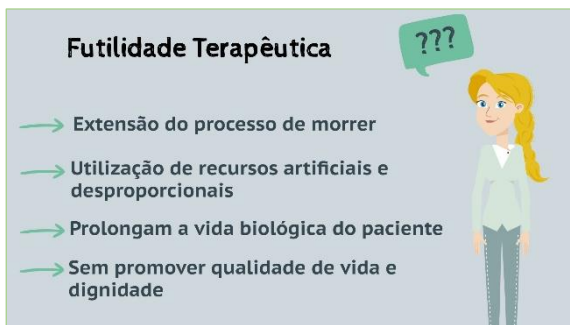 Futilidade Terapêutica
???
Extensão do processo de morrer
Utilização de recursos artificiais e
desproporcionais
Prolongam a vida biológica do paciente
Sem promover qualidade de vida e
dignidade